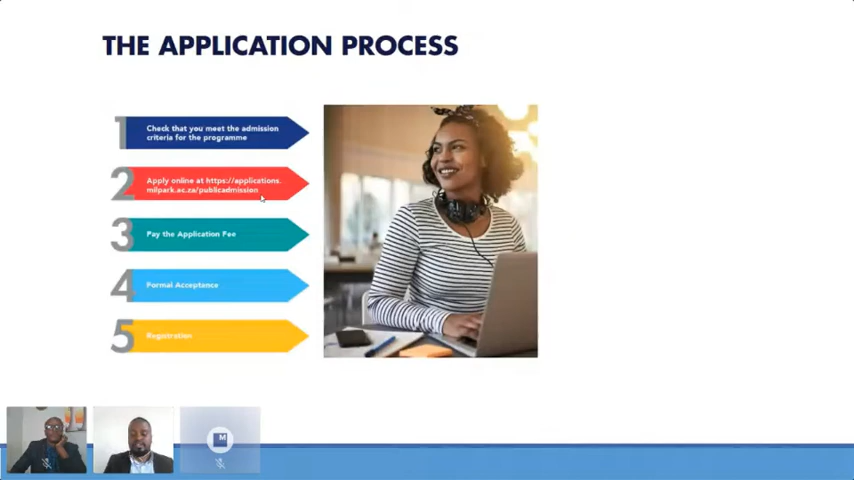 THE APPLICATION PROCESS
1
Check that you meet the admission
criteria for the programme
2
Apply online at https://applications.
milpark.ac.za/publicadmission
3
Pay the Application Fee
4
Formal Acceptance
5
Registration
M